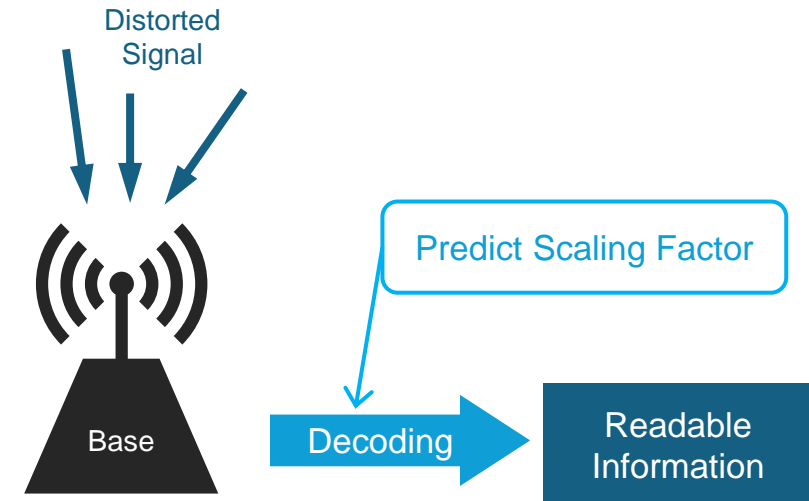 Distorted
Signal
Predict Scaling Factor
Base
Decoding
Readable
Information